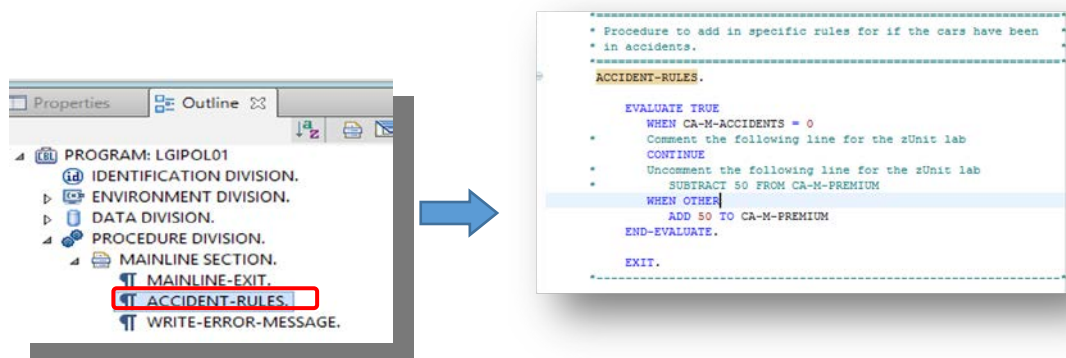 Properties
Outline
PROGRAM: LGIPOL01
IDENTIFICATION DIVISION.
ENVIRONMENT DIVISION.
DATA DIVISION.
PROCEDURE DIVISION.
MAINLINE SECTION.
MAINLINE-EXIT.
ACCIDENT-RULES.
WRITE-ERROR-MESSAGE.
*================================================================*
* Procedure to add in specific rules for if the cars have been *
* in accidents. *
*================================================================*
ACCIDENT-RULES.
EVALUATE TRUE
WHEN CA-M-ACCIDENTS = 0
* Comment the following line for the zUnit lab
CONTINUE
* Uncomment the following line for the zUnit lab
* SUBTRACT 50 FROM CA-M-PREMIUM
WHEN OTHER
ADD 50 TO CA-M-PREMIUM
END-EVALUATE.
EXIT.
*----------------------------------------------------------------*